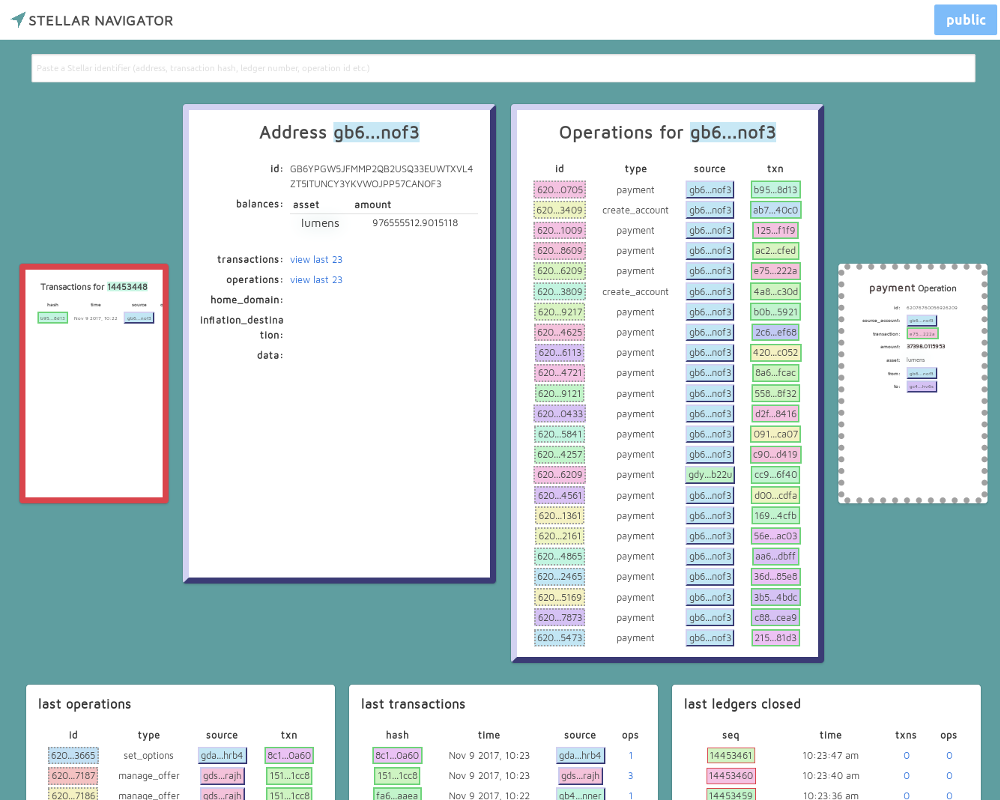 STELLAR NAVIGATOR
public
Paste a Stellar identifier (address, transaction hash, ledger number, operation id etc.)
Transactions for 14453448
hash time source
Nov 9 2017, 10:22
Address gb6...nof3
id: GB6YPGW5JFMMP2QB2USQ33EUWTXVL4
ZT5ITUNCY3YKVWOJPP57CANOF3
balances: asset amount
lumens 976555512.9015118
transactions: view last 23
operations: view last 23
home_domain:
inflation_destina
tion:
data:
Operations for gb6...nof3
id type source txn
620...0705 payment gb6...nof3 b95...8d13
620...3409 create_account gb6...nof3 ab7...40c0
620...1009 payment gb6...nof3 125...f1f9
620...8609 payment gb6...nof3 ac2...cfed
620...6209 payment gb6...nof3 e75...222a
620...3809 create_account gb6...nof3 4a8...c30d
620...9217 payment gb6...nof3 b0b...5921
620...4625 payment gb6...nof3 2c6...ef68
620...6113 payment gb6...nof3 420...c052
620...4721 payment gb6...nof3 8a6...fcac
620...9121 payment gb6...nof3 558...8f32
620...0433 payment gb6...nof3 d2f...8416
620...5841 payment gb6...nof3 091...ca07
620...4257 payment gb6...nof3 c90...d419
620...6209 payment gdy...b22u cc9...6f40
620...4561 payment gb6...nof3 d00...cdfa
620...1361 payment gb6...nof3 169...4cfb
620...2161 payment gb6...nof3 56e...ac03
620...4865 payment gb6...nof3 aa6...dbff
620...2465 payment gb6...nof3 36d...85e8
620...5169 payment gb6...nof3 3b5...4bdc
620...7873 payment gb6...nof3 c88...cea9
620...5473 payment gb6...nof3 215...81d3
payment Operation
id:
source_account: gb6...nof3
transaction: e75...222a
amount:
asset: lumens
from: gb6...nof3
to:
last operations
id type source txn
620...3665 set_options gda...hrb4 8c1...0a60
620...7187 manage_offer gds...rajh 151...1cc8
620...7186 manage_offer gds...rajh 151...1cc8
last transactions
hash time source ops
8c1...0a60 Nov 9 2017, 10:23 gda...hrb4 1
151...1cc8 Nov 9 2017, 10:23 gds...rajh 3
fa6...aaea Nov 9 2017, 10:22 gb4...nner 1
last ledgers closed
seq time txns ops
14453461 10:23:47 am 0 0
14453460 10:23:40 am 0 0
14453459 10:23:36 am 0 0